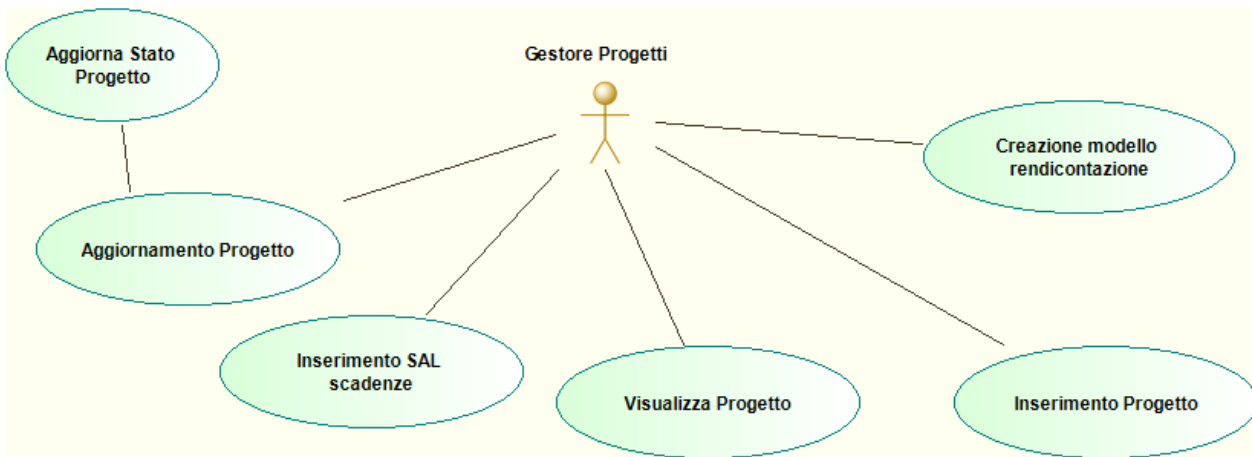 Aggiorna Stato
Progetto
Gestore Progetti
Creazione modello
rendicontazione
Aggiornamento Progetto
Inserimento SAL
scadenze
Visualizza Progetto
Inserimento Progetto